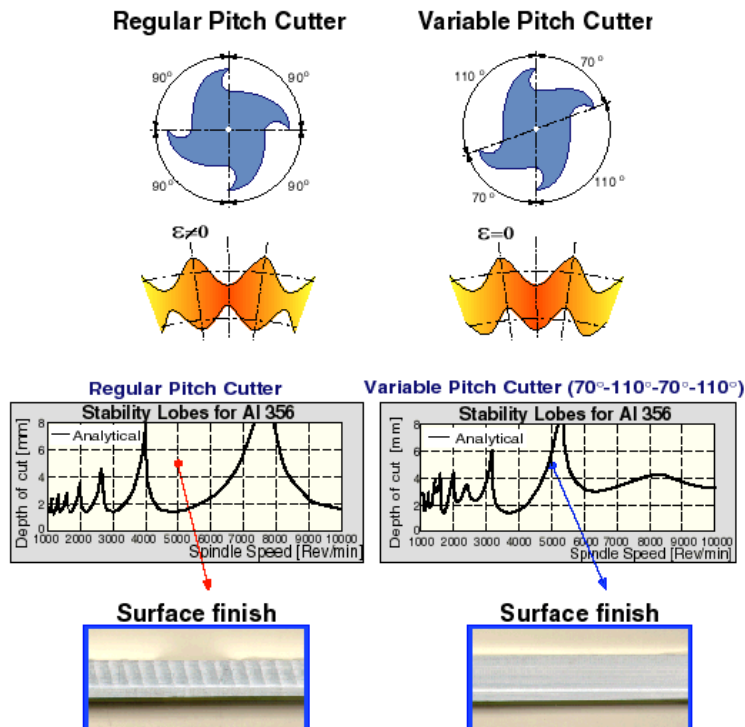 Regular Pitch Cutter
Variable Pitch Cutter
90°
90°
90°
90°
110°
70°
70°
110°
ε≠0
ε=0
Regular Pitch Cutter
Stability Lobes for Al 356
Analytical
Depth of cut [mm]
8
6
4
2
0
1000 2000 3000 4000 5000 6000 7000 8000 9000 10000
Spindle Speed [Rev/min]
Variable Pitch Cutter (70°-110°-70°-110°)
Stability Lobes for Al 356
Analytical
Depth of cut [mm]
8
6
4
2
0
1000 2000 3000 4000 5000 6000 7000 8000 9000 10000
Spindle Speed [Rev/min]
Surface finish
Surface finish